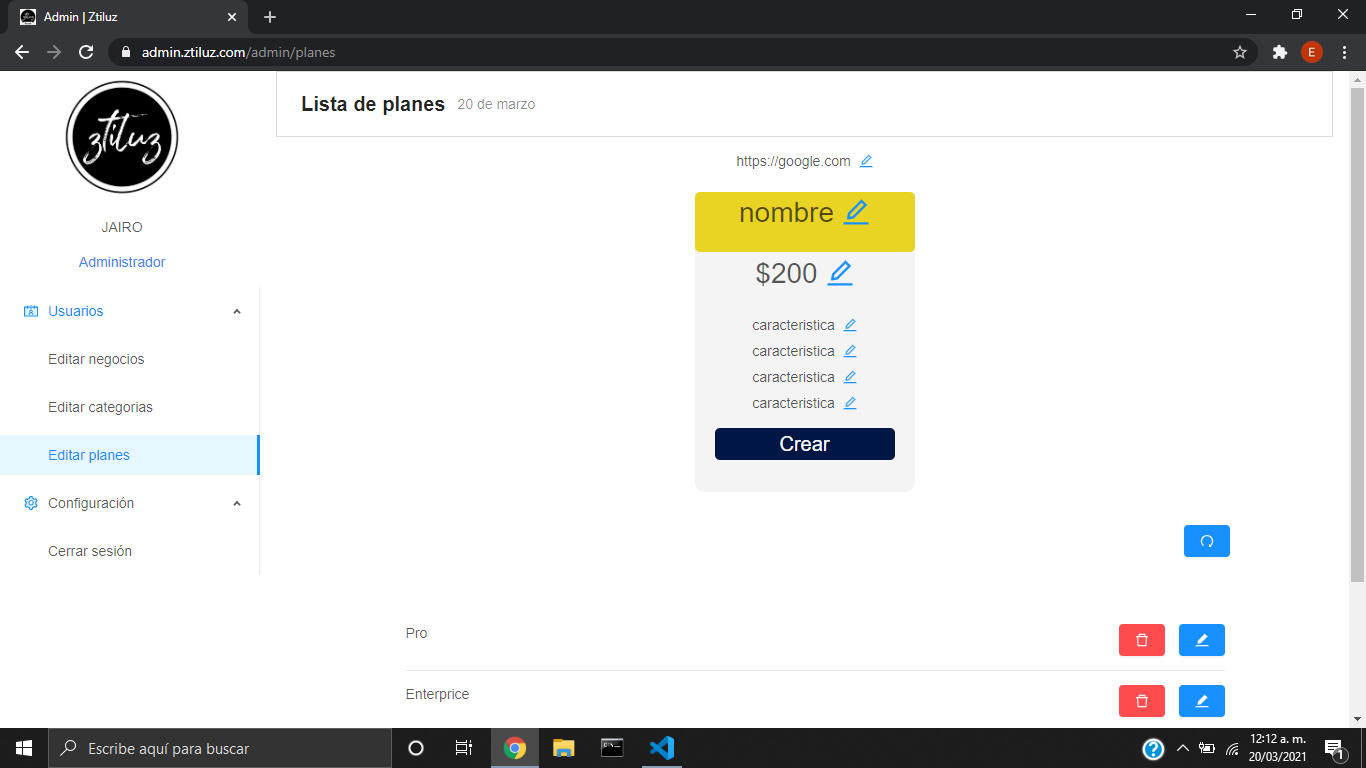 Admin | Ztiluz
admin.ztiluz.com/admin/planes
E
ztiluz
JAIRO
Administrador
Usuarios
Editar negocios
Editar categorias
Editar planes
Configuración
Cerrar sesión
Lista de planes 20 de marzo
https://google.com
nombre
$200
caracteristica
caracteristica
caracteristica
caracteristica
Crear
Pro
Enterprice
Escribe aquí para buscar
12:12 a. m.
20/03/2021
1